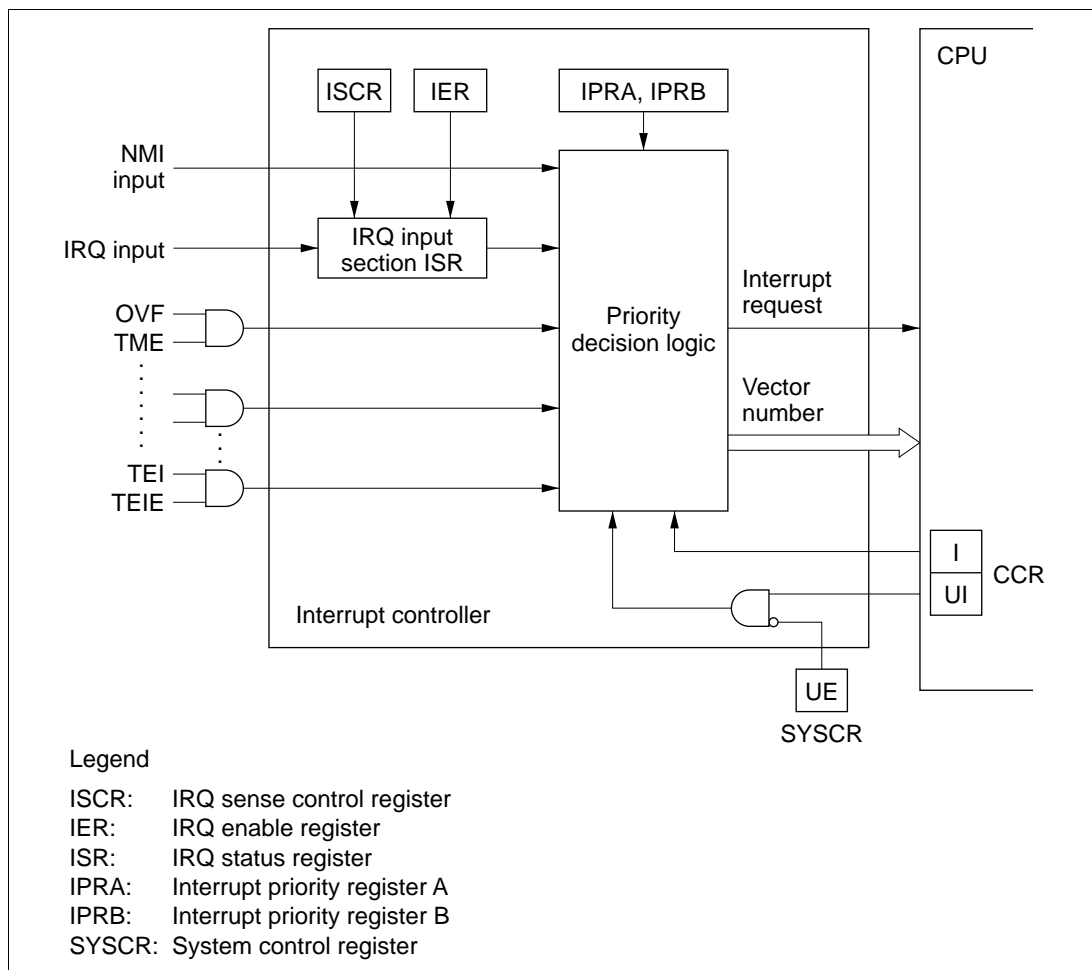 CPU
ISCR
IER
IPRA, IPRB
NMI
input
IRQ input
IRQ input
section ISR
OVF
TME
Priority
decision logic
Interrupt
request
Vector
number
TEI
TEIE
I
UI
CCR
Interrupt controller
UE
SYSCR
Legend
ISCR: IRQ sense control register
IER: IRQ enable register
ISR: IRQ status register
IPRA: Interrupt priority register A
IPRB: Interrupt priority register B
SYSCR: System control register